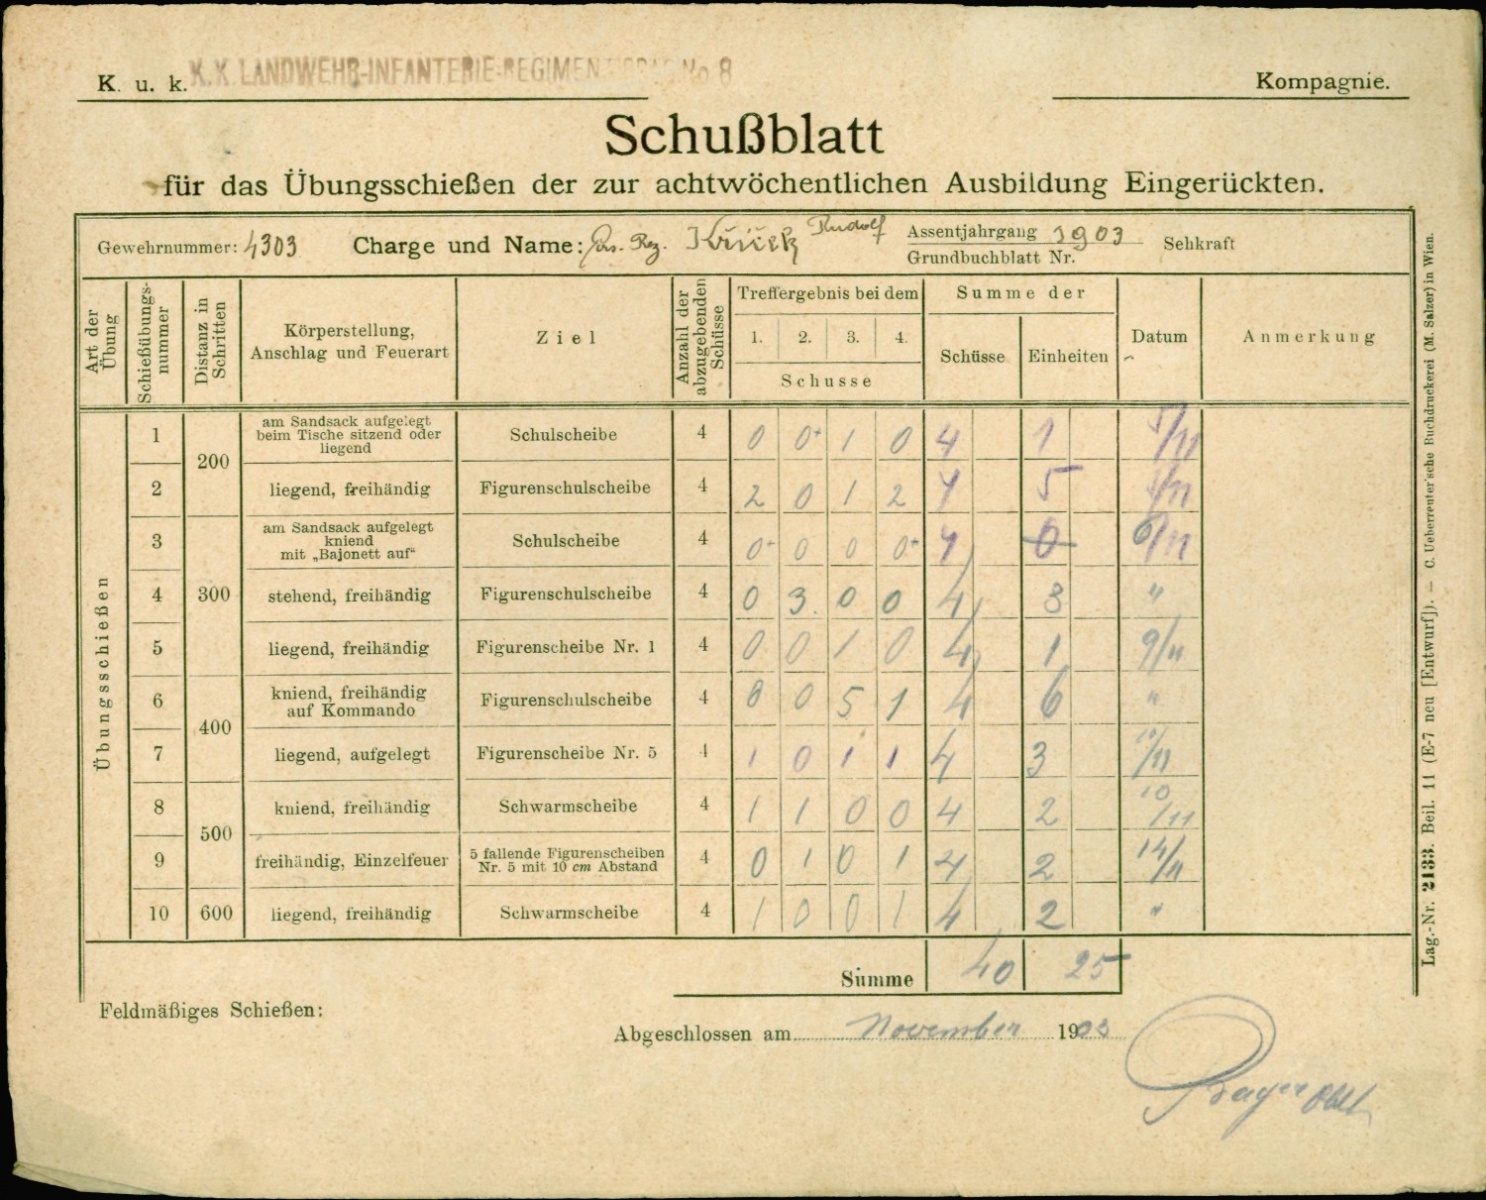 K. u. k. K.K. LANDWEHR-INFANTERIE-REGIMENT No 8
Kompagnie.
Schußblatt
für das Übungsschießen der zur achtwöchentlichen Ausbildung Eingerückten.
Gewehrnummer: 4303 Charge und Name: Rudolf Assentjahrgang 1903 Sehkraft
Grundbuchblatt Nr.
Art der Übung Schießübungs-nummer Distanz in Schritten Körperstellung, Anschlag und Feuerart Ziel Anzahl der abzugebenden Schüsse Treffergebnis bei dem 1. 2. 3. 4. Schusse Summe der Schüsse Einheiten Datum Anmerkung
Übungsschießen
1 200 am Sandsack aufgelegt beim Tische sitzend oder liegend Schulscheibe 4 0 0+ 1 0 4 1 5/11
2 liegend, freihändig Figurenschulscheibe 4 2 0 1 2 4 5 5/11
3 300 am Sandsack aufgelegt kniend mit „Bajonett auf“ Schulscheibe 4 0+ 0 0 0+ 4 0 6/11
4 stehend, freihändig Figurenschulscheibe 4 0 3 0 0 4 3 "
5 liegend, freihändig Figurenscheibe Nr. 1 4 0 0 1 0 4 1 9/11
6 400 kniend, freihändig auf Kommando Figurenschulscheibe 4 0 0 5 1 4 6 "
7 liegend, aufgelegt Figurenscheibe Nr. 5 4 1 0 1 1 4 3 10/11
8 500 kniend, freihändig Schwarmscheibe 4 1 1 0 0 4 2 10/11
9 freihändig, Einzelfeuer 5 fallende Figurenscheiben Nr. 5 mit 10 cm Abstand 4 0 1 0 1 4 2 14/11
10 600 liegend, freihändig Schwarmscheibe 4 1 0 0 1 4 2 "
Summe 40 25
Feldmäßiges Schießen:
Abgeschlossen am November 1903
Lag.-Nr. 2133. Beil. 11 (E-7 neu [Entwurf]). — C. Ueberreuter'sche Buchdruckerei (M. Salzer) in Wien.